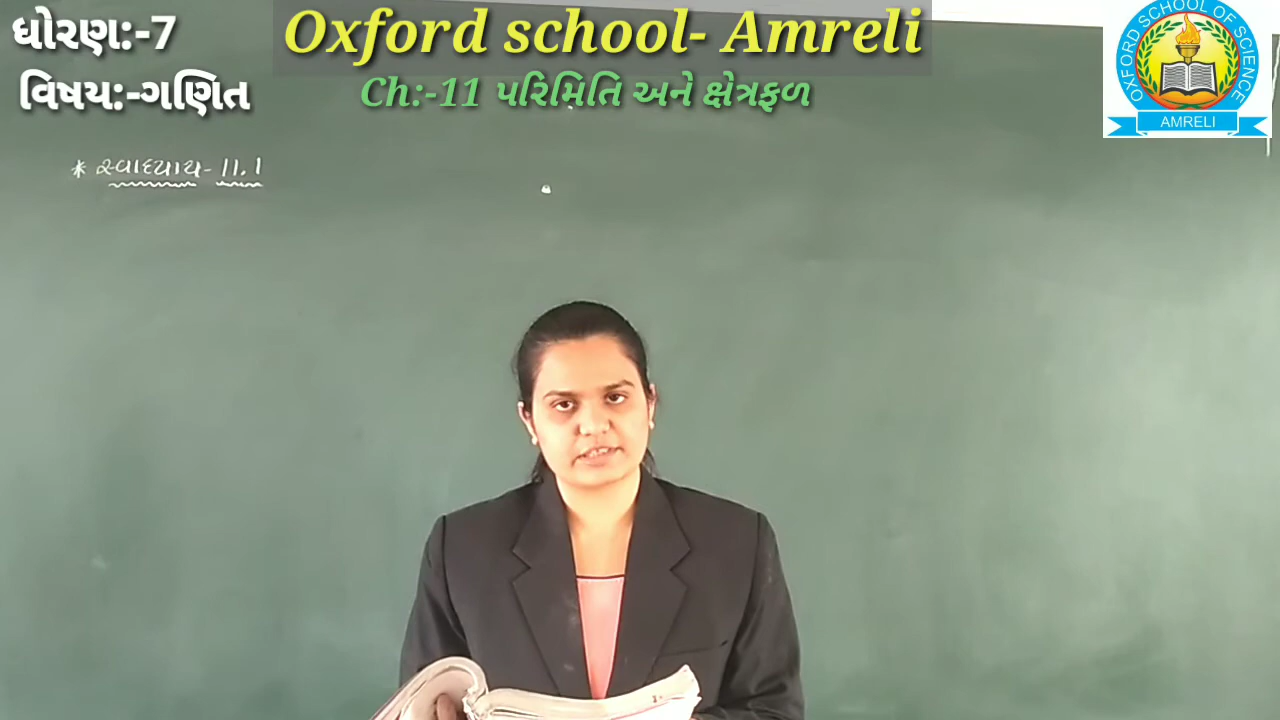 ધોરણ:-7
વિષય:-ગણિત
Oxford school- Amreli
Ch:-11 પરિમિતિ અને ક્ષેત્રફળ
OXFORD SCHOOL OF SCIENCE
AMRELI
* સ્વાધ્યાય- 11.1